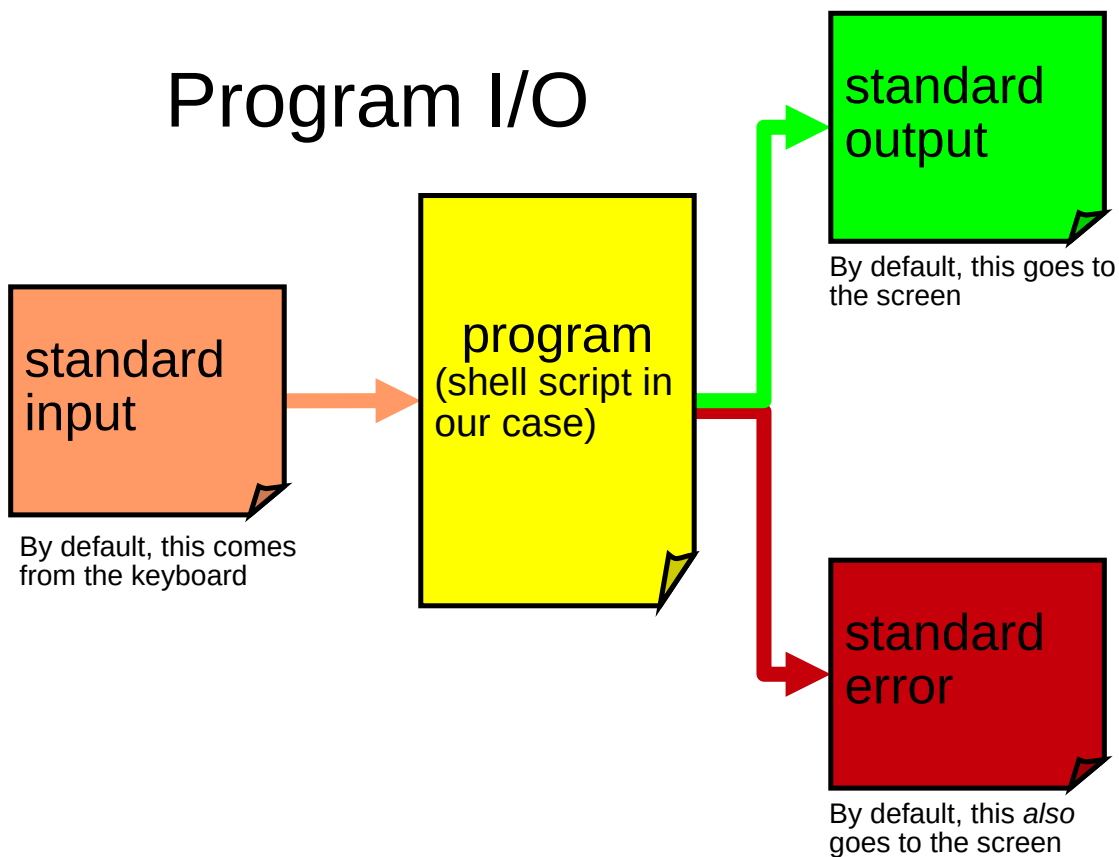 Program I/O
standard
input
By default, this comes
from the keyboard
program
(shell script in
our case)
standard
output
By default, this goes to
the screen
standard
error
By default, this also
goes to the screen